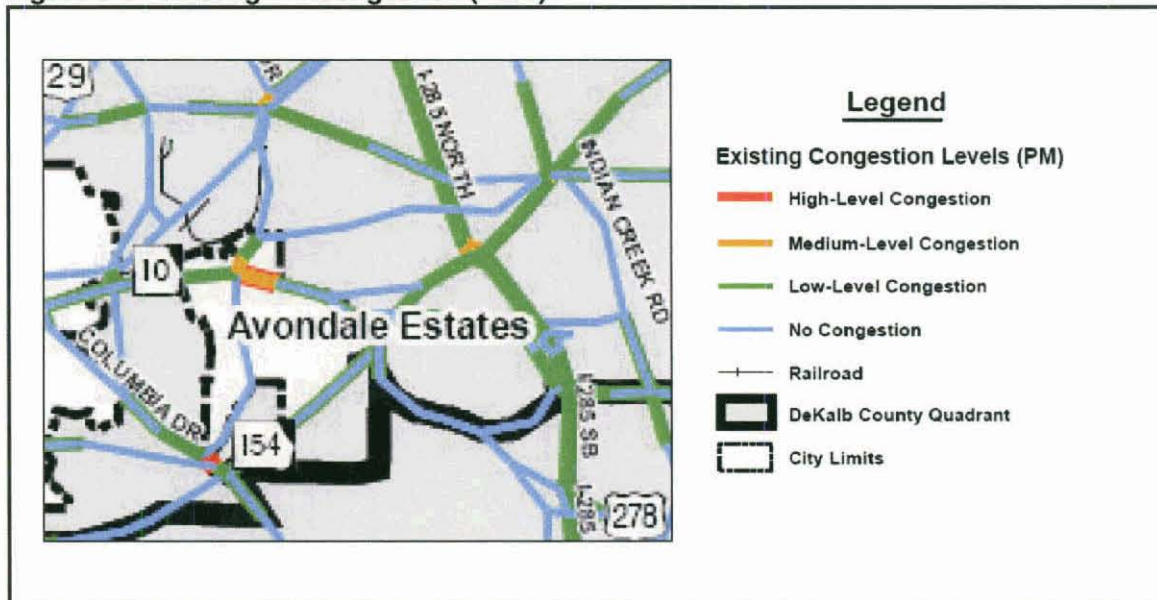 29
I-285 NORTH
INDIAN CREEK RD
10
Avondale Estates
COLUMBIA DR
154
I-285 SB
I-285
278
Legend
Existing Congestion Levels (PM)
High-Level Congestion
Medium-Level Congestion
Low-Level Congestion
No Congestion
Railroad
DeKalb County Quadrant
City Limits